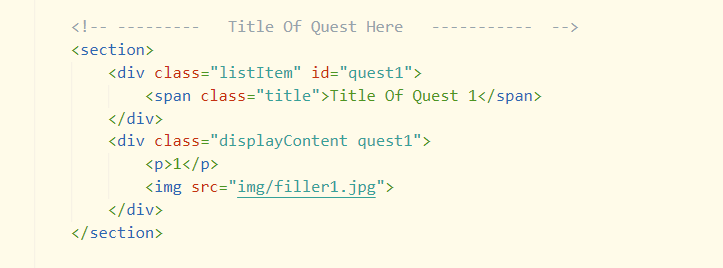 <!-- ---------   Title Of Quest Here   -----------  -->
<section>
    <div class="listItem" id="quest1">
        <span class="title">Title Of Quest 1</span>
    </div>
    <div class="displayContent quest1">
        <p>1</p>
        <img src="img/filler1.jpg">
    </div>
</section>